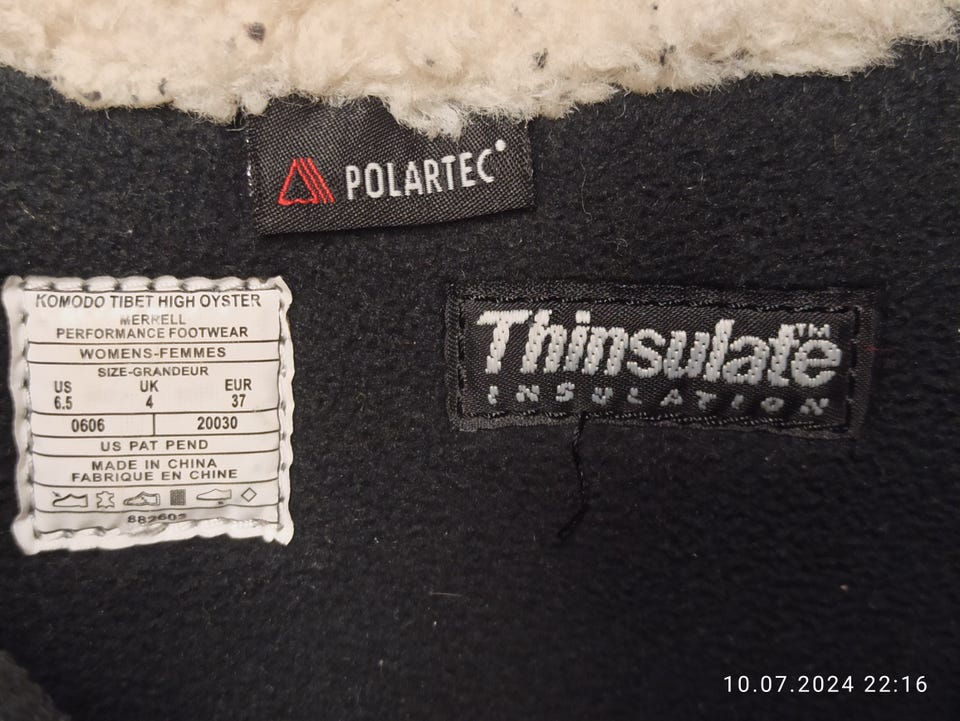 POLARTEC
KOMODO TIBET HIGH OYSTER
MERRELL
PERFORMANCE FOOTWEAR
WOMENS-FEMMES
SIZE-GRANDEUR
US UK EUR
6.5 4 37
0606 20030
US PAT PEND
MADE IN CHINA
FABRIQUE EN CHINE
Thinsulate™
INSULATION
10.07.2024 22:16